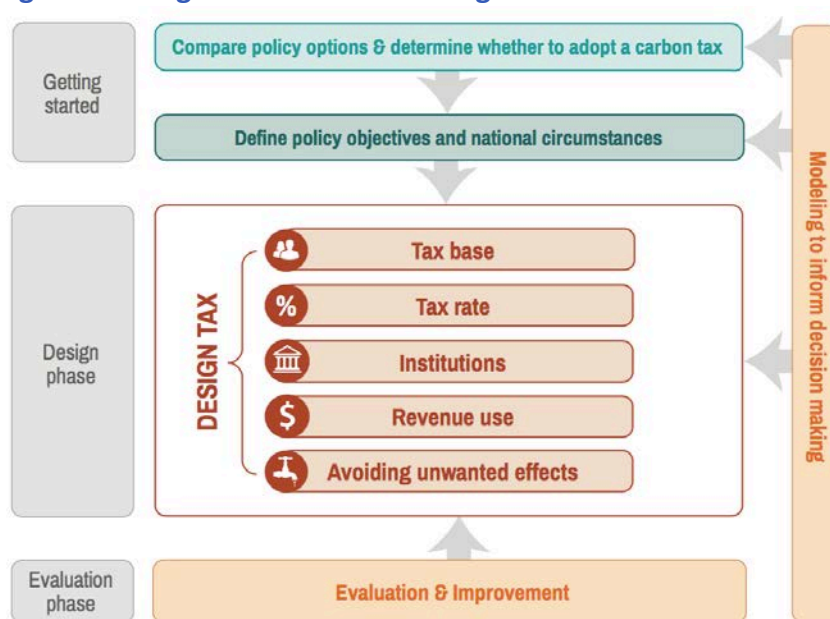 Getting
started
Compare policy options & determine whether to adopt a carbon tax
Define policy objectives and national circumstances
Design
phase
DESIGN TAX
Tax base
%
Tax rate
Institutions
$
Revenue use
Avoiding unwanted effects
Evaluation
phase
Evaluation & Improvement
Modeling to inform decision making